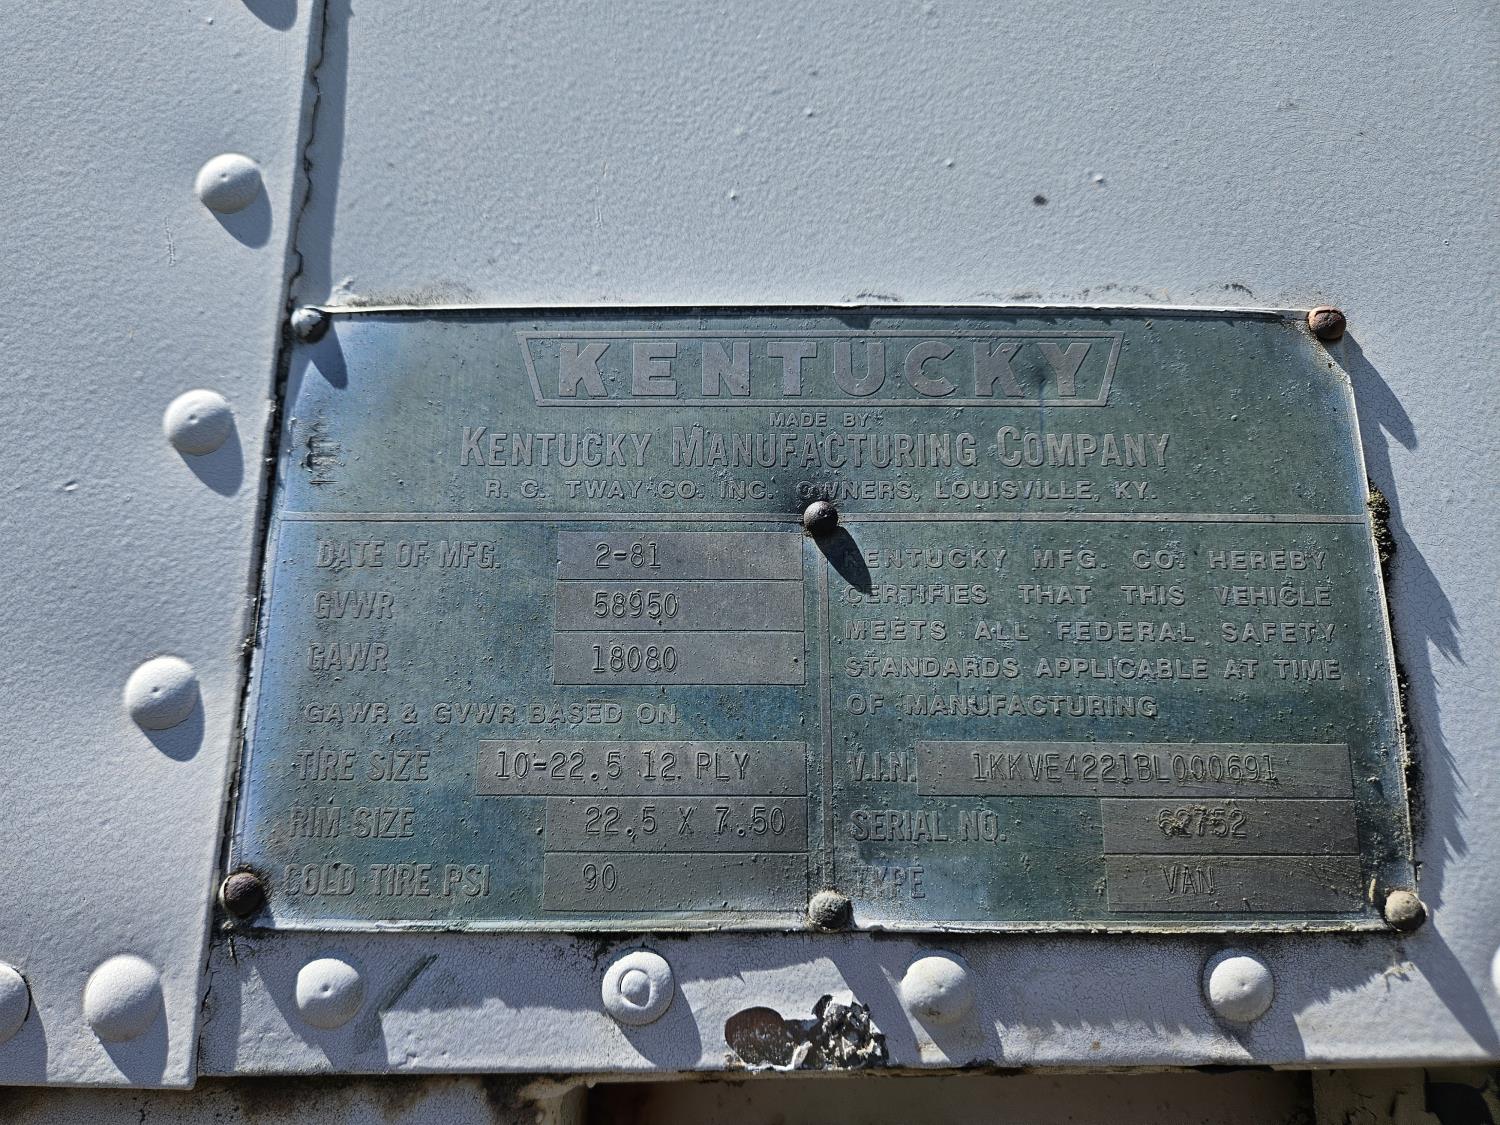 KENTUCKY
MADE BY
KENTUCKY MANUFACTURING COMPANY
R. C. TWAY CO. INC. OWNERS, LOUISVILLE, KY.
DATE OF MFG. 2-81
GVWR 58950
GAWR 18080
GAWR & GVWR BASED ON
TIRE SIZE 10-22.5 12 PLY
RIM SIZE 22.5 X 7.50
COLD TIRE PSI 90
KENTUCKY MFG. CO. HEREBY
CERTIFIES THAT THIS VEHICLE
MEETS ALL FEDERAL SAFETY
STANDARDS APPLICABLE AT TIME
OF MANUFACTURING
V.I.N. 1KKVE4221BL000691
SERIAL NO. 62752
TYPE VAN